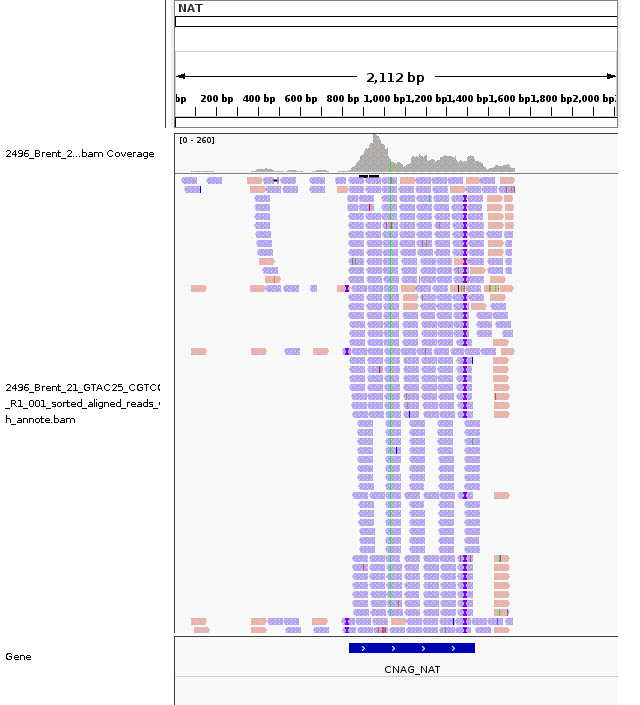 NAT
2,112 bp
bp 200 bp 400 bp 600 bp 800 bp 1,000 bp 1,200 bp 1,400 bp 1,600 bp 1,800 bp 2,000 bp
[0 - 260]
2496_Brent_2...bam Coverage
2496_Brent_21_GTAC25_CGTC
_R1_001_sorted_aligned_reads_
h_annote.bam
Gene
CNAG_NAT